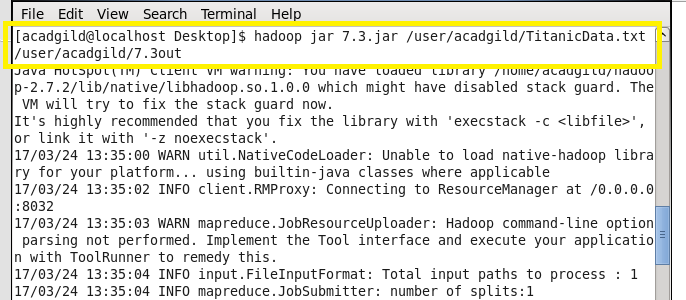 File Edit View Search Terminal Help
[acadgild@localhost Desktop]$ hadoop jar 7.3.jar /user/acadgild/TitanicData.txt
/user/acadgild/7.3out
Java HotSpot(TM) Client VM warning: You have loaded library /home/acadgild/hadoo
p-2.7.2/lib/native/libhadoop.so.1.0.0 which might have disabled stack guard. The
 VM will try to fix the stack guard now.
It's highly recommended that you fix the library with 'execstack -c <libfile>',
or link it with '-z noexecstack'.
17/03/24 13:35:00 WARN util.NativeCodeLoader: Unable to load native-hadoop libra
ry for your platform... using builtin-java classes where applicable
17/03/24 13:35:02 INFO client.RMProxy: Connecting to ResourceManager at /0.0.0.0
:8032
17/03/24 13:35:03 WARN mapreduce.JobResourceUploader: Hadoop command-line option
 parsing not performed. Implement the Tool interface and execute your applicatio
n with ToolRunner to remedy this.
17/03/24 13:35:04 INFO input.FileInputFormat: Total input paths to process : 1
17/03/24 13:35:04 INFO mapreduce.JobSubmitter: number of splits:1